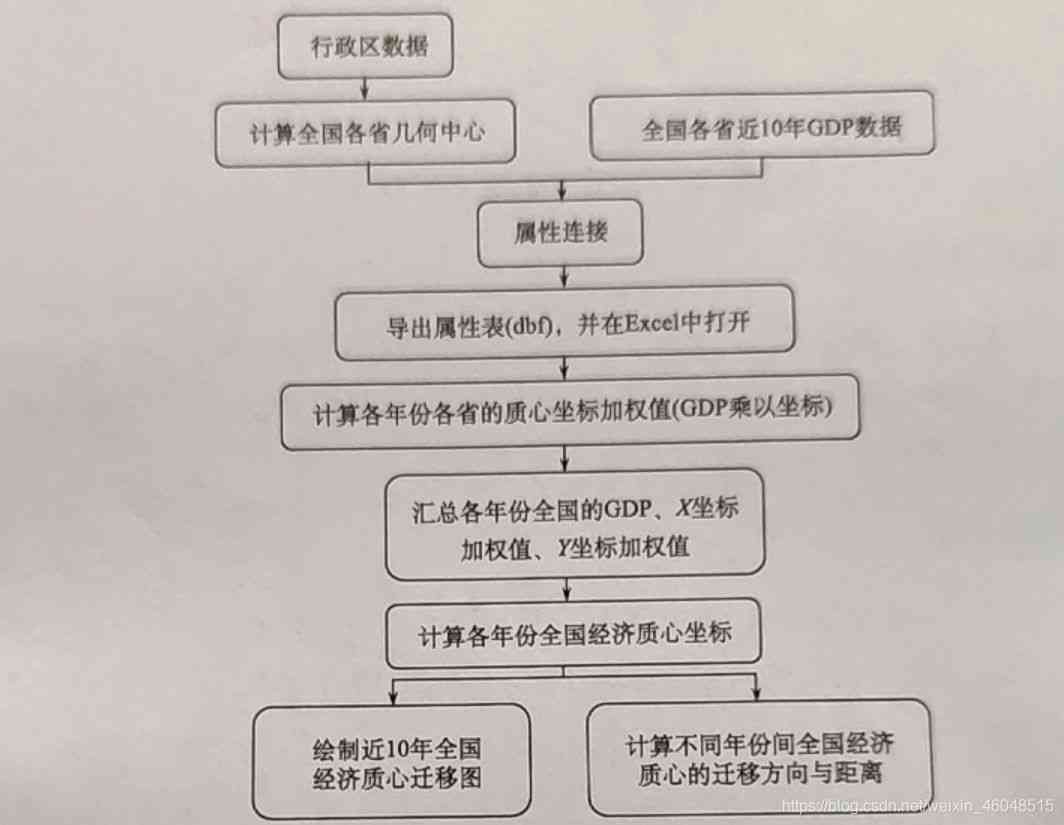 行政区数据
计算全国各省几何中心
全国各省近10年GDP数据
属性连接
导出属性表(dbf)，并在Excel中打开
计算各年份各省的质心坐标加权值(GDP乘以坐标)
汇总各年份全国的GDP、X坐标
加权值、Y坐标加权值
计算各年份全国经济质心坐标
绘制近10年全国
经济质心迁移图
计算不同年份间全国经济
质心的迁移方向与距离
https://blog.csdn.net/weixin_46048515